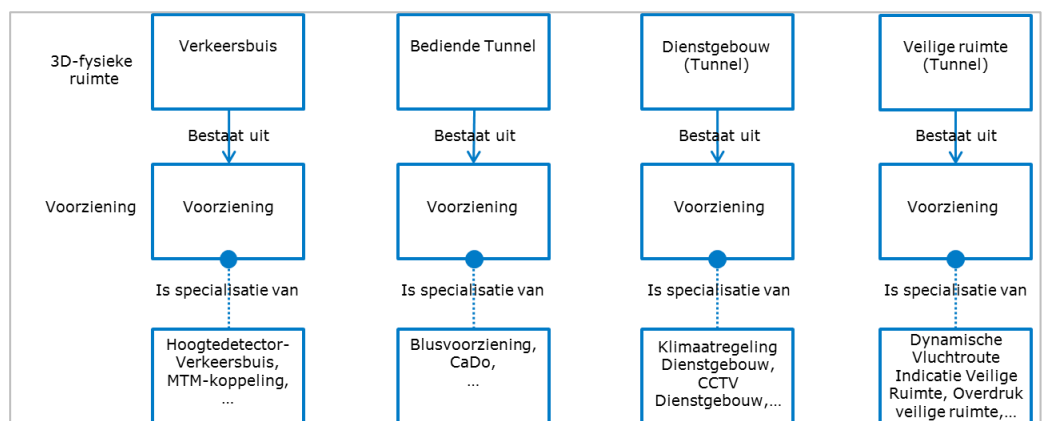 3D-fysieke
ruimte
Verkeersbuis
Bediende Tunnel
Dienstgebouw
(Tunnel)
Veilige ruimte
(Tunnel)
Bestaat uit
Bestaat uit
Bestaat uit
Bestaat uit
Voorziening
Voorziening
Voorziening
Voorziening
Voorziening
Is specialisatie van
Is specialisatie van
Is specialisatie van
Is specialisatie van
Hoogtedetector-
Verkeersbuis,
MTM-koppeling,
...
Blusvoorziening,
CaDo,
...
Klimaatregeling
Dienstgebouw,
CCTV
Dienstgebouw,...
Dynamische
Vluchtroute
Indicatie Veilige
Ruimte, Overdruk
veilige ruimte,...